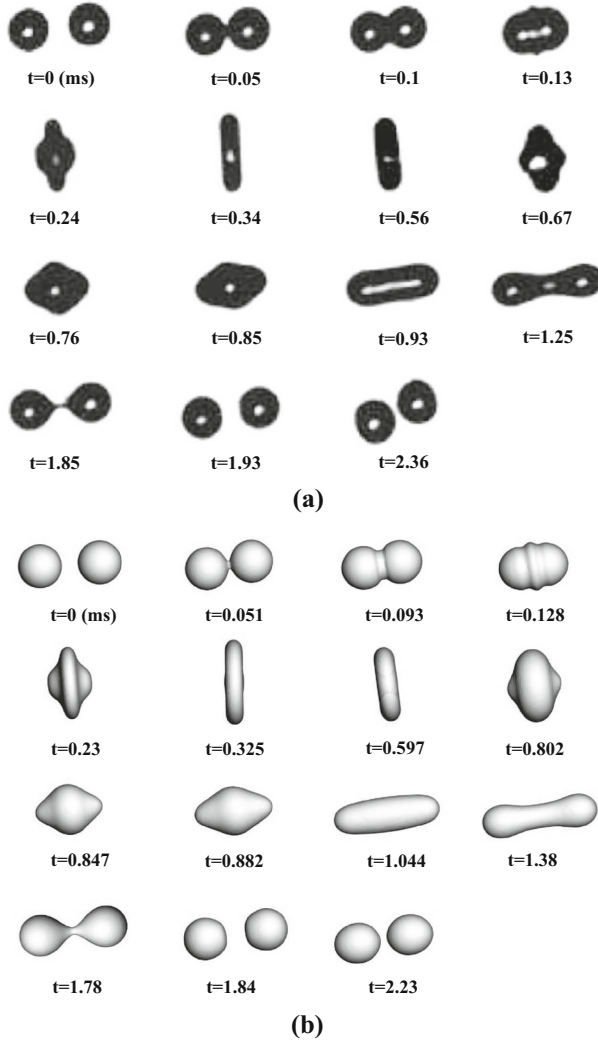 t=0 (ms) t=0.05 t=0.1 t=0.13
t=0.24 t=0.34 t=0.56 t=0.67
t=0.76 t=0.85 t=0.93 t=1.25
t=1.85 t=1.93 t=2.36
(a)
t=0 (ms) t=0.051 t=0.093 t=0.128
t=0.23 t=0.325 t=0.597 t=0.802
t=0.847 t=0.882 t=1.044 t=1.38
t=1.78 t=1.84 t=2.23
(b)